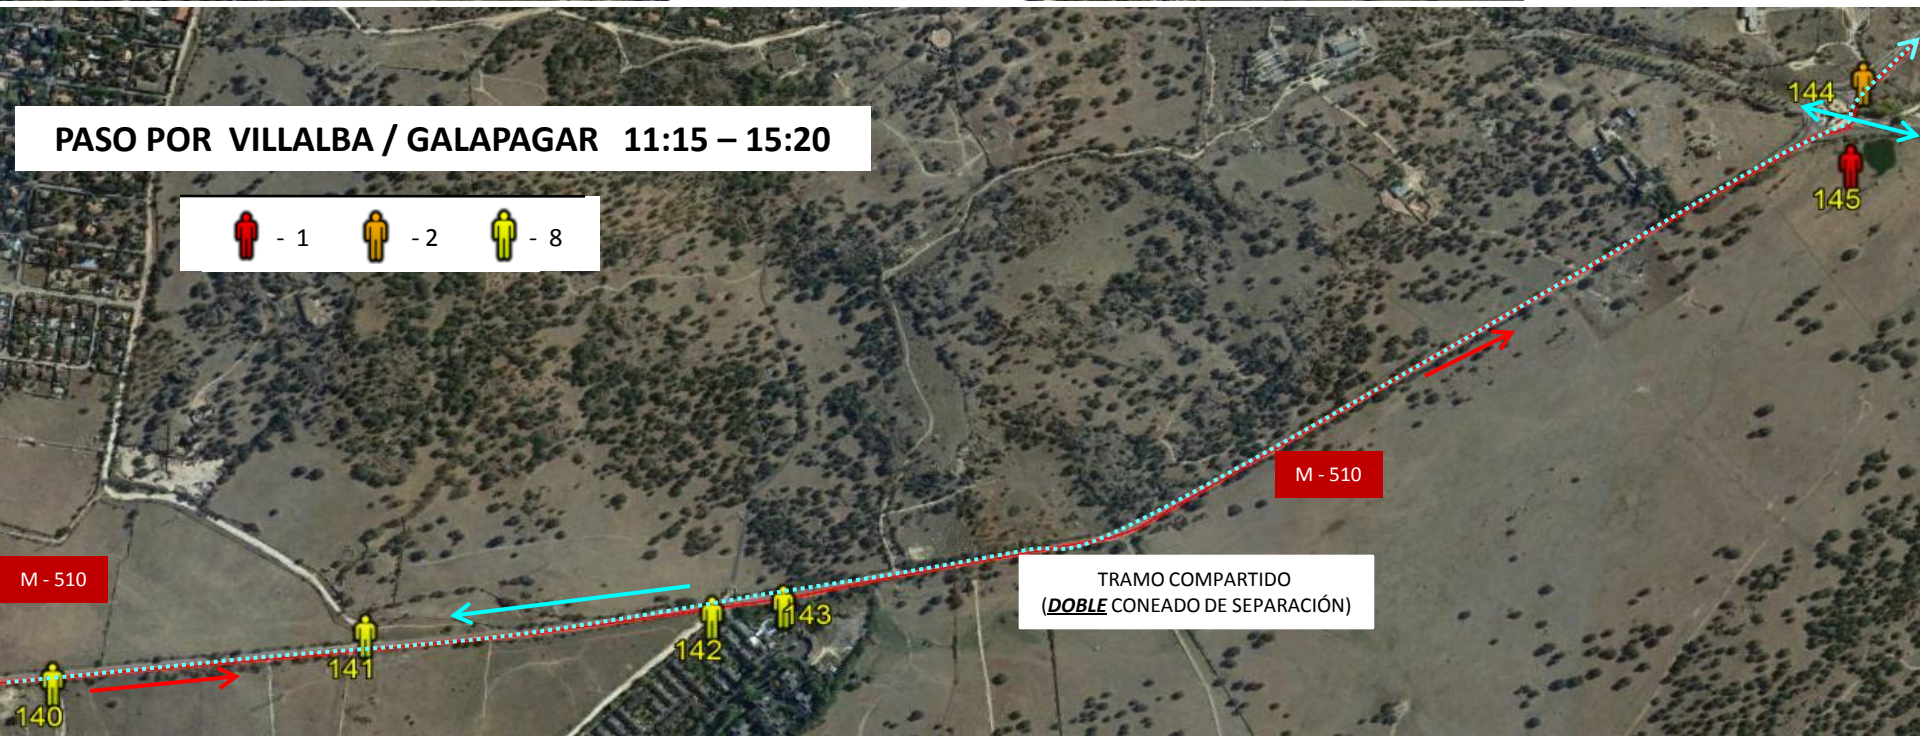 PASO POR VILLALBA / GALAPAGAR 11:15 – 15:20
- 1
- 2
- 8
144
145
M - 510
TRAMO COMPARTIDO
(DOBLE CONEADO DE SEPARACIÓN)
M - 510
143
142
141
140